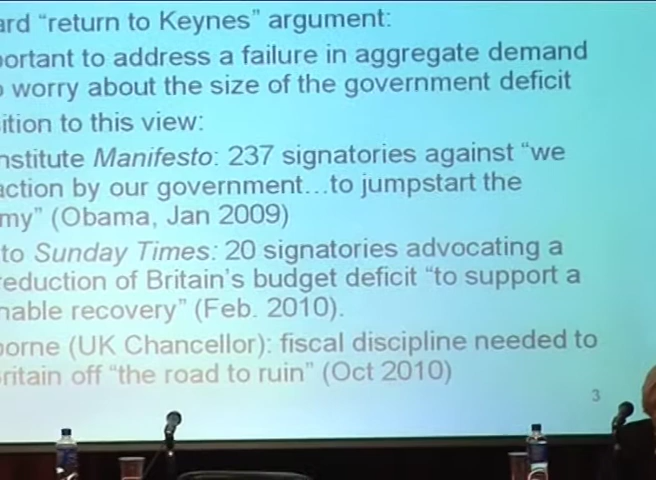 ard “return to Keynes” argument:
portant to address a failure in aggregate demand
o worry about the size of the government deficit
ition to this view:
nstitute Manifesto: 237 signatories against “we
action by our government…to jumpstart the
my” (Obama, Jan 2009)
to Sunday Times: 20 signatories advocating a
reduction of Britain’s budget deficit “to support a
nable recovery” (Feb. 2010).
borne (UK Chancellor): fiscal discipline needed to
ritain off “the road to ruin” (Oct 2010)
3